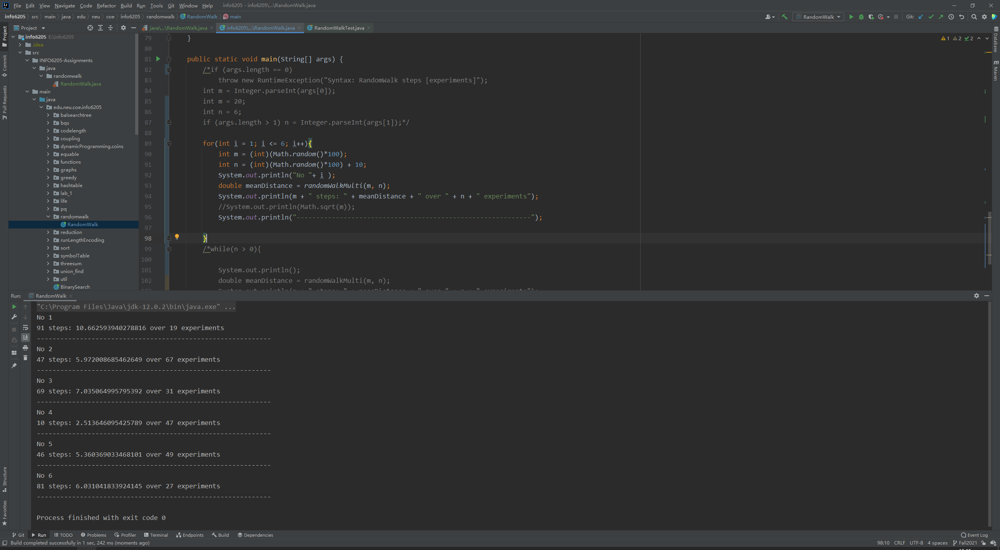 File Edit View Navigate Code Refactor Build Run Tools Git Window Help info6205 - info6205\...\RandomWalk.java
info6205 src main java edu neu coe info6205 randomwalk RandomWalk main RandomWalk Git:
Project java\...\RandomWalk.java info6205\...\RandomWalk.java RandomWalkTest.java
Project
Commit
Pull Requests
Structure
Favorites
info6205 E:\info6205
.idea
src
INFO6205-Assignments
java
randomwalk
RandomWalk.java
main
java
edu.neu.coe.info6205
balsearchtree
bqs
codelength
coupling
dynamicProgramming.coins
equable
functions
graphs
greedy
hashtable
lab_1
life
pq
randomwalk
RandomWalk
reduction
runLengthEncoding
sort
symbolTable
threesum
union_find
util
BinarySearch
1 2 2
Database
Maven
79 }
80
81 public static void main(String[] args) {
82 /*if (args.length == 0)
83 throw new RuntimeException("Syntax: RandomWalk steps [experiments]");
84 int m = Integer.parseInt(args[0]);
85 int m = 20;
86 int n = 6;
87 if (args.length > 1) n = Integer.parseInt(args[1]);*/
88
89 for(int i = 1; i <= 6; i++){
90 int m = (int)(Math.random()*100);
91 int n = (int)(Math.random()*100) + 10;
92 System.out.println("No "+ i );
93 double meanDistance = randomWalkMulti(m, n);
94 System.out.println(m + " steps: " + meanDistance + " over " + n + " experiments");
95 //System.out.println(Math.sqrt(m));
96 System.out.println("------------------------------------------------------------");
97
98 }
99 /*while(n > 0){
100
101 System.out.println();
102 double meanDistance = randomWalkMulti(m, n);
Run: RandomWalk
"C:\Program Files\Java\jdk-12.0.2\bin\java.exe" ...
No 1
91 steps: 10.662593940278816 over 19 experiments
------------------------------------------------------------
No 2
47 steps: 5.972008685462649 over 67 experiments
------------------------------------------------------------
No 3
69 steps: 7.035064995795392 over 31 experiments
------------------------------------------------------------
No 4
10 steps: 2.513646095425789 over 47 experiments
------------------------------------------------------------
No 5
46 steps: 5.360369033468101 over 49 experiments
------------------------------------------------------------
No 6
81 steps: 6.031041833924145 over 27 experiments
------------------------------------------------------------
Process finished with exit code 0
Git Run TODO Problems Profiler Terminal Endpoints Build Dependencies Event Log
Build completed successfully in 1 sec, 242 ms (moments ago) 98:10 CRLF UTF-8 4 spaces Fall2021